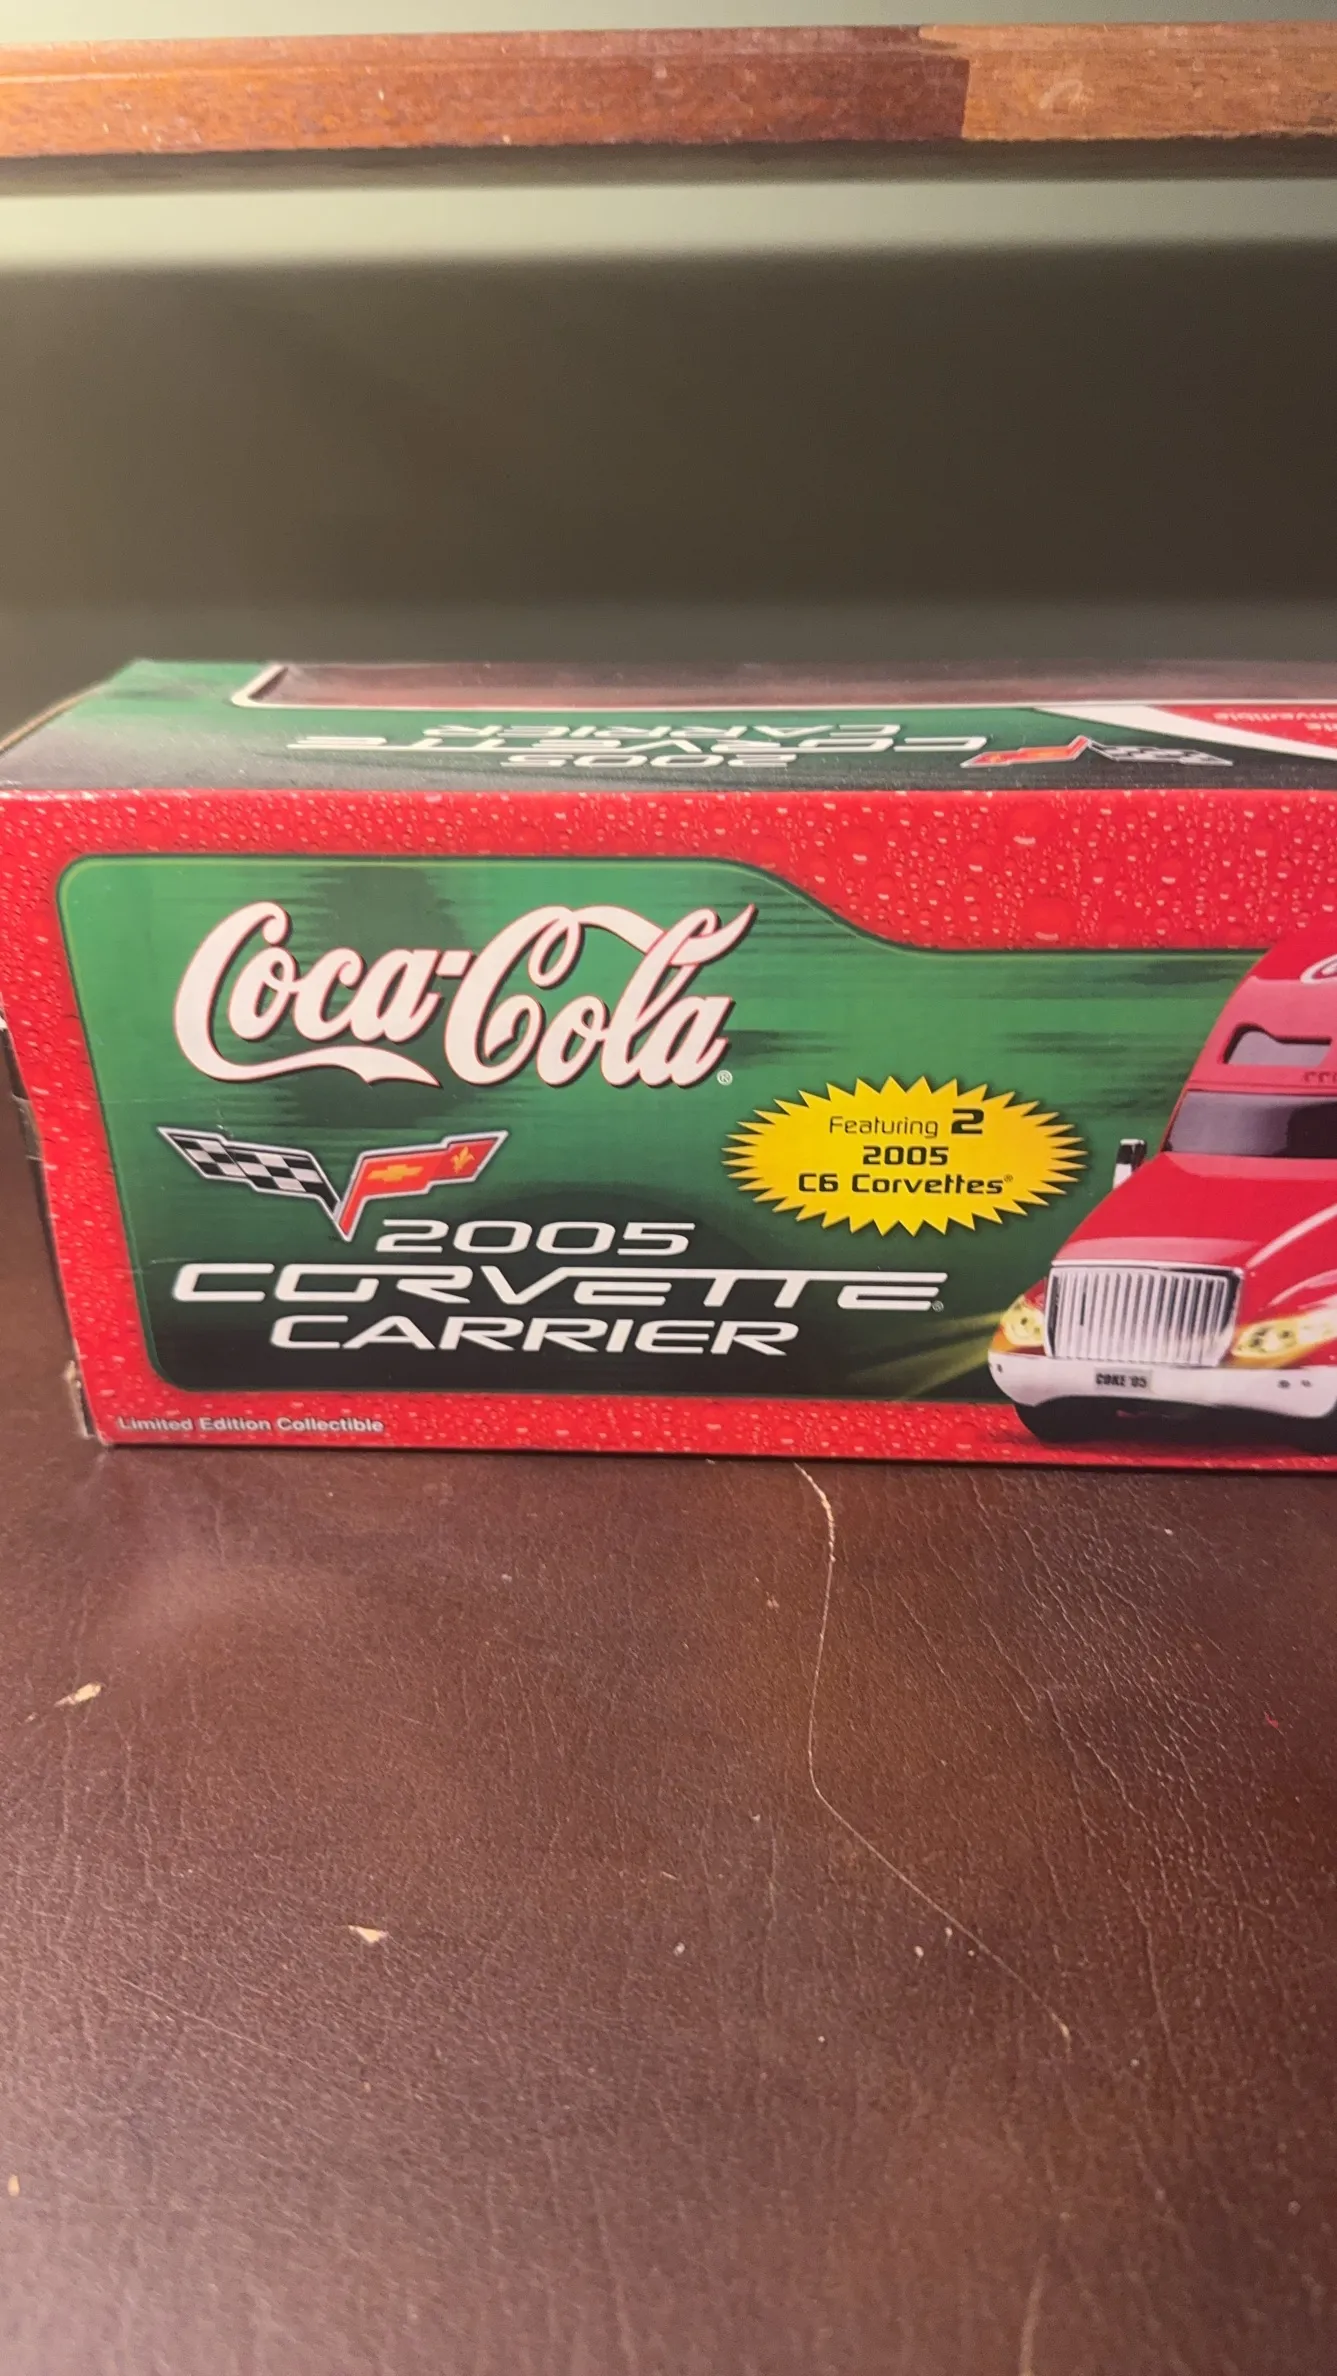 2005
CORVETTE
CARRIER
Coca-Cola®
Featuring 2
2005
C6 Corvettes®
2005
CORVETTE®
CARRIER
COKE '05
Limited Edition Collectible